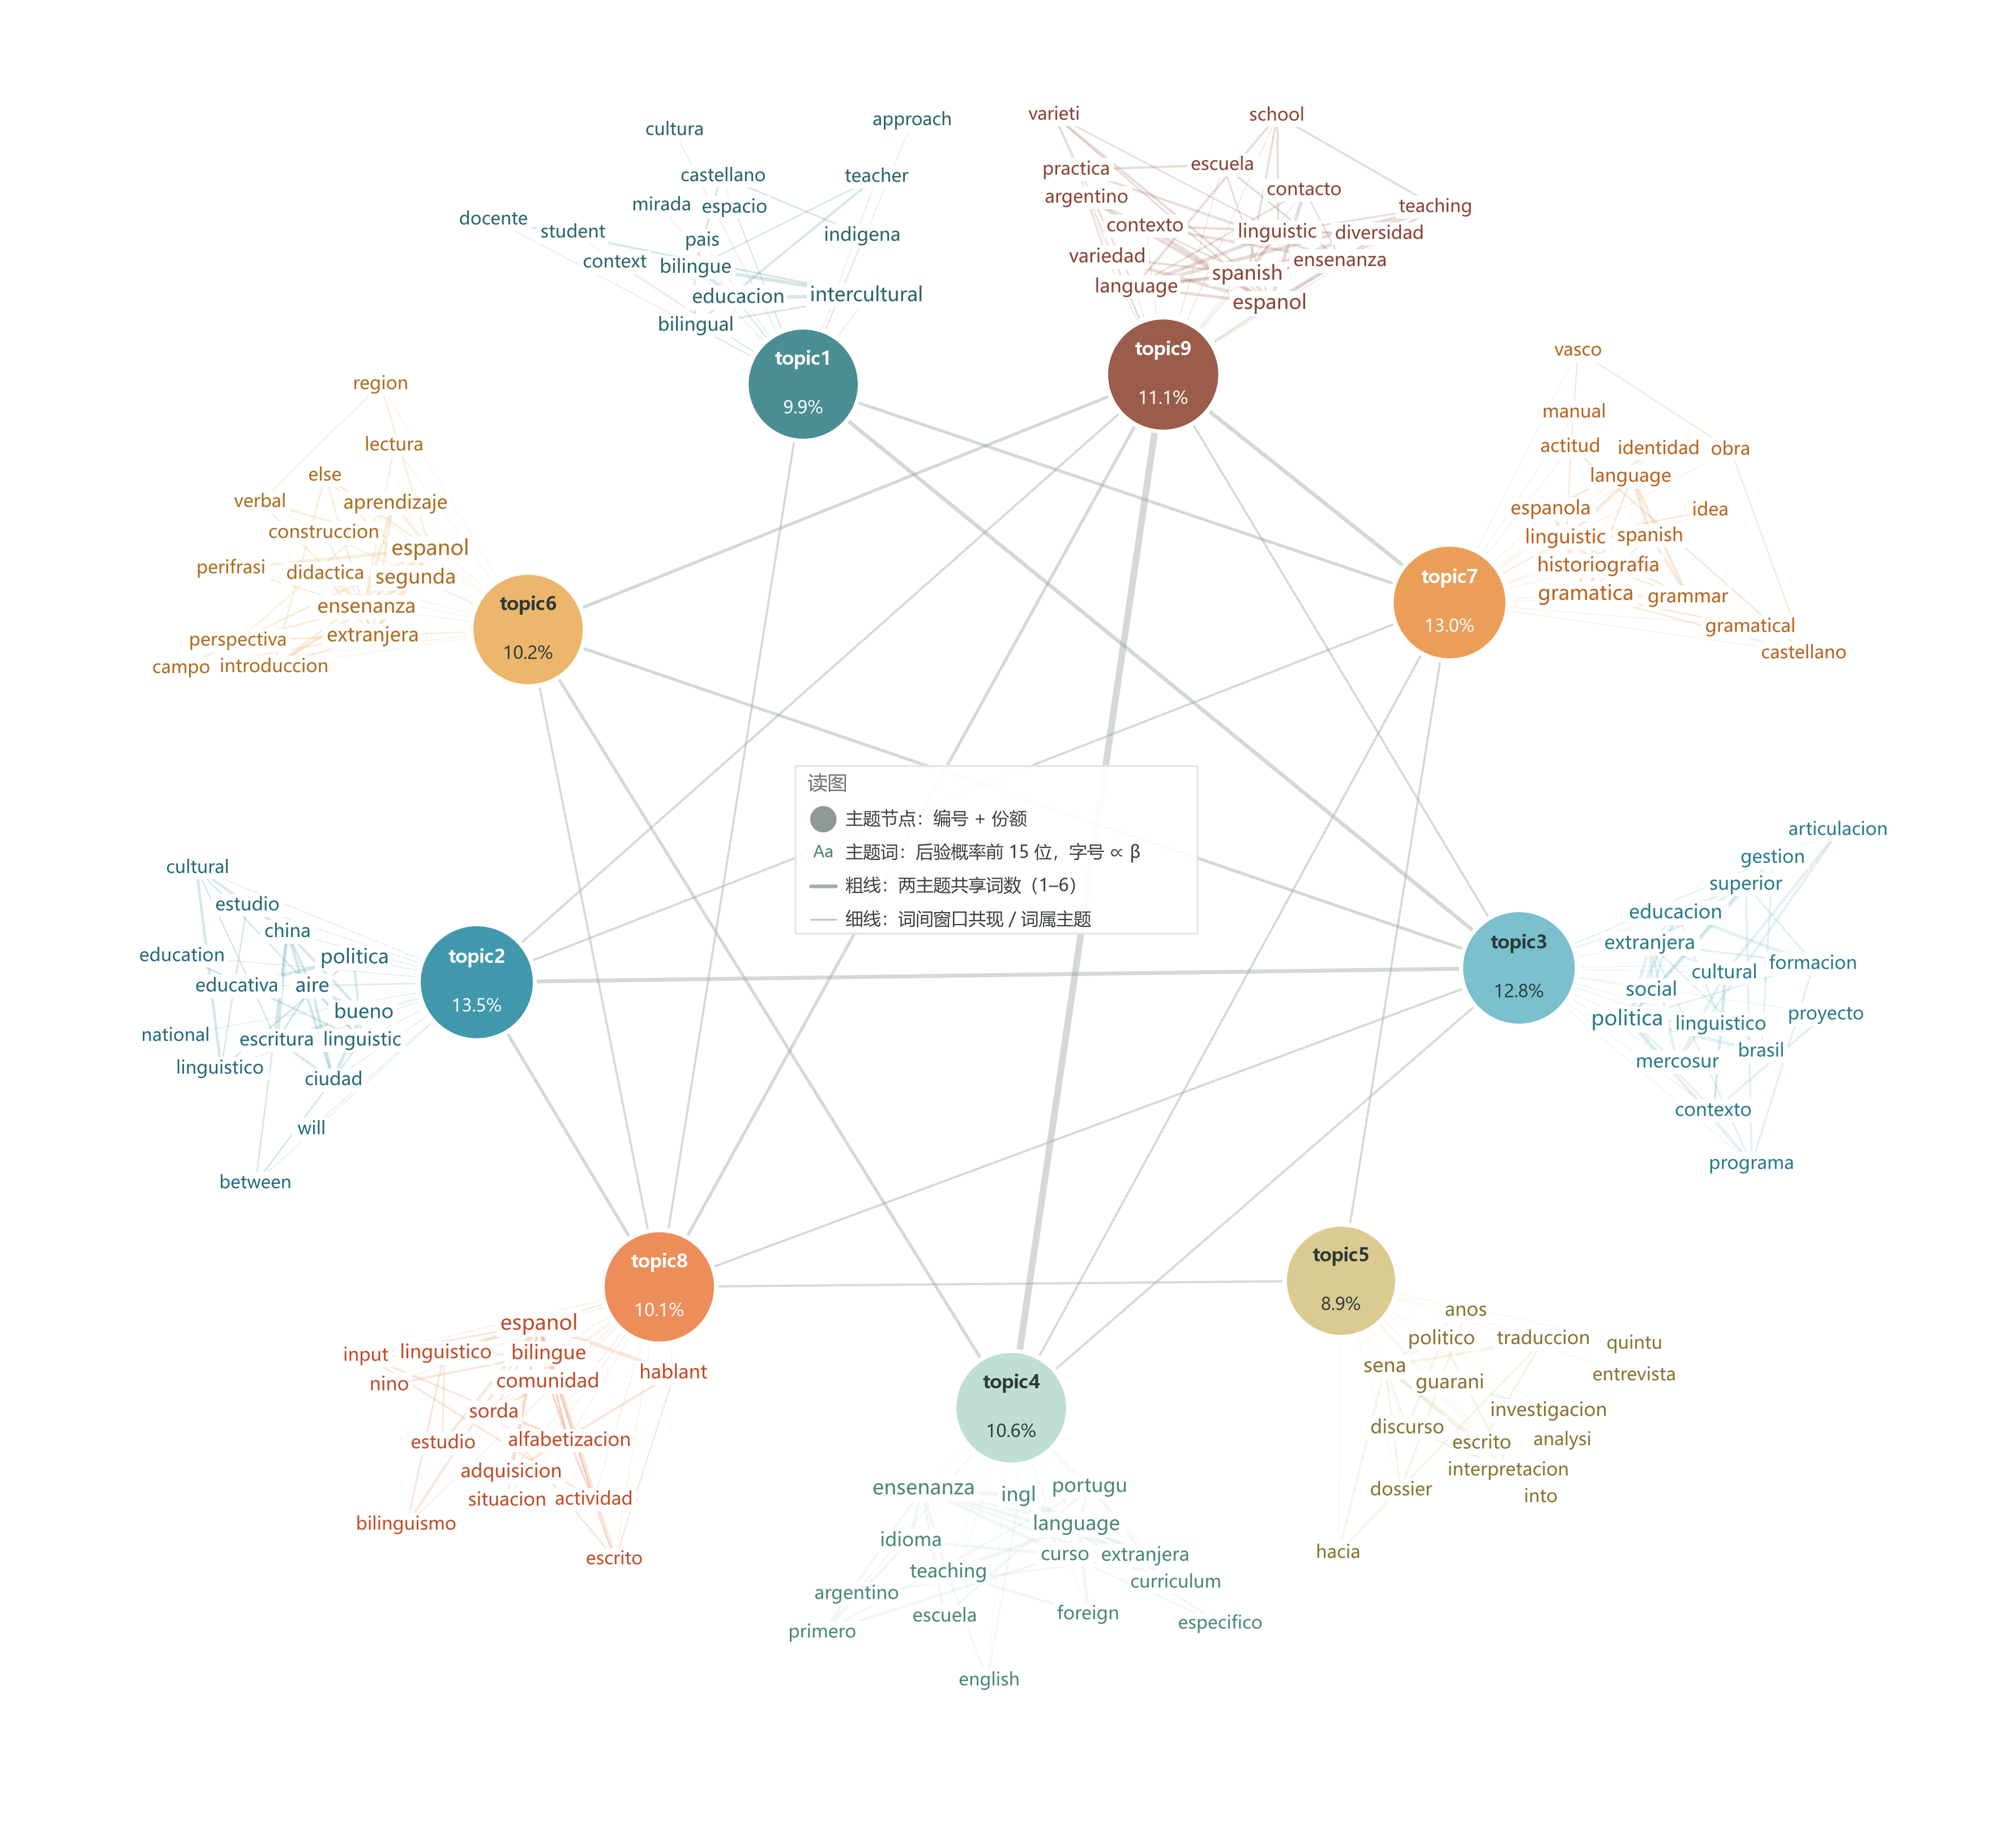 cultura
approach
castellano
teacher
mirada
espacio
docente
student
pais
indigena
context
bilingue
educacion
intercultural
bilingual
topic1
9.9%
varieti
school
practica
escuela
argentino
contacto
teaching
contexto
linguistic
diversidad
variedad
ensenanza
language
spanish
espanol
topic9
11.1%
region
lectura
else
verbal
aprendizaje
construccion
espanol
perifrasi
didactica
segunda
ensenanza
perspectiva
extranjera
campo
introduccion
topic6
10.2%
vasco
manual
actitud
identidad
obra
language
espanola
idea
linguistic
spanish
historiografia
gramatica
grammar
gramatical
castellano
topic7
13.0%
读图
主题节点：编号 + 份额
Aa 主题词：后验概率前 15 位，字号 ∝ β
粗线：两主题共享词数（1–6）
细线：词间窗口共现 / 词属主题
cultural
estudio
china
education
politica
educativa
aire
bueno
national
escritura
linguistic
linguistico
ciudad
will
between
topic2
13.5%
articulacion
gestion
superior
educacion
extranjera
cultural
formacion
social
politica
linguistico
proyecto
mercosur
brasil
contexto
programa
topic3
12.8%
topic8
10.1%
espanol
input
linguistico
bilingue
hablant
nino
comunidad
sorda
estudio
alfabetizacion
adquisicion
situacion
actividad
bilinguismo
escrito
topic4
10.6%
ensenanza
ingl
portugu
language
idioma
curso
extranjera
teaching
curriculum
argentino
escuela
foreign
especifico
primero
english
topic5
8.9%
anos
politico
traduccion
quintu
sena
entrevista
guarani
investigacion
discurso
escrito
analysi
interpretacion
dossier
into
hacia